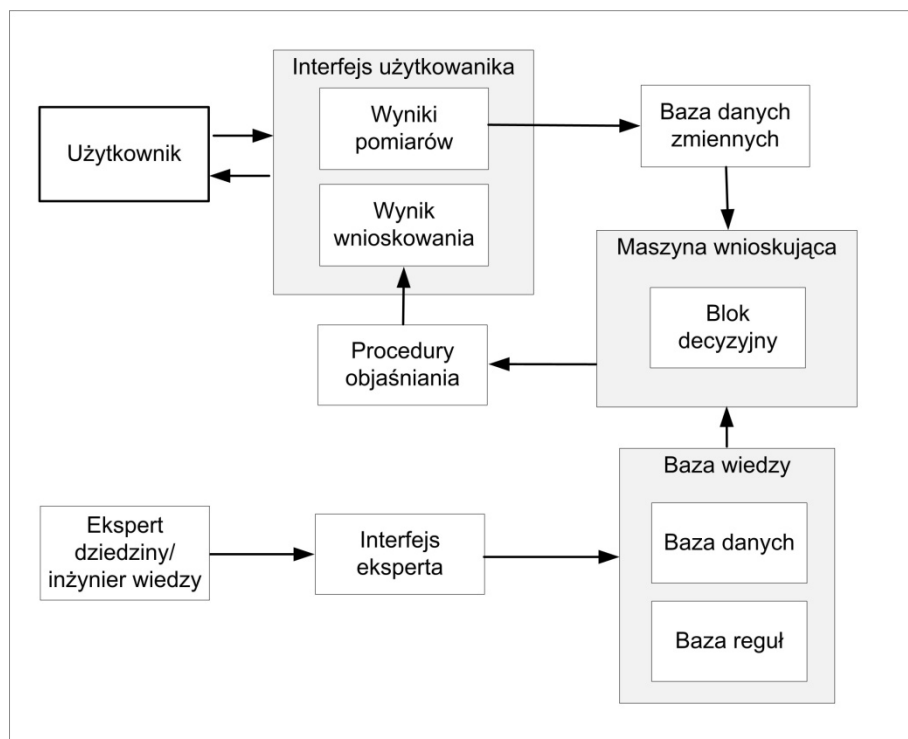 Interfejs użytkowanika
Wyniki
pomiarów
Baza danych
zmiennych
Użytkownik
Wynik
wnioskowania
Maszyna wnioskująca
Blok
decyzyjny
Procedury
objaśniania
Baza wiedzy
Ekspert
dziedziny/
inżynier wiedzy
Interfejs
eksperta
Baza danych
Baza reguł